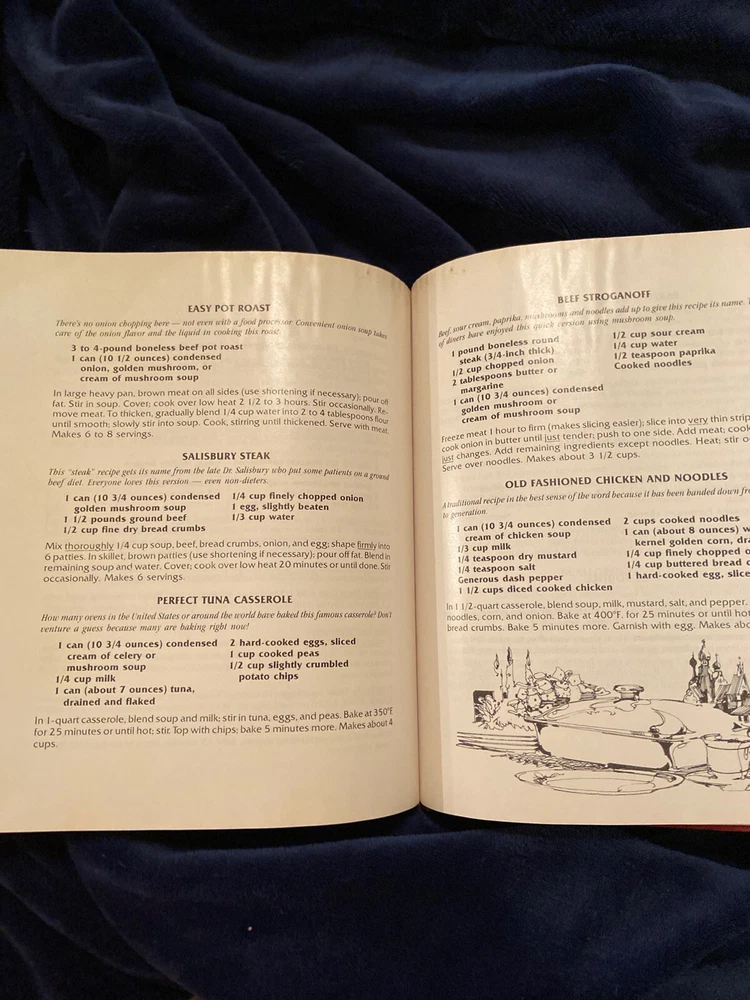 EASY POT ROAST
There's no onion chopping here — not even with a food processor. Convenient onion soup takes
care of the onion flavor and the liquid in cooking this roast.
3 to 4-pound boneless beef pot roast
1 can (10 1/2 ounces) condensed
onion, golden mushroom, or
cream of mushroom soup
In large heavy pan, brown meat on all sides (use shortening if necessary); pour off
fat. Stir in soup. Cover; cook over low heat 2 1/2 to 3 hours. Stir occasionally. Re-
move meat. To thicken, gradually blend 1/4 cup water into 2 to 4 tablespoons flour
until smooth; slowly stir into soup. Cook, stirring until thickened. Serve with meat.
Makes 6 to 8 servings.
SALISBURY STEAK
This "steak" recipe gets its name from the late Dr. Salisbury who put some patients on a ground
beef diet. Everyone loves this version — even non-dieters.
1 can (10 3/4 ounces) condensed
golden mushroom soup
1 1/2 pounds ground beef
1/2 cup fine dry bread crumbs
1/4 cup finely chopped onion
1 egg, slightly beaten
1/3 cup water
Mix thoroughly 1/4 cup soup, beef, bread crumbs, onion, and egg; shape firmly into
6 patties. In skillet, brown patties (use shortening if necessary); pour off fat. Blend in
remaining soup and water. Cover; cook over low heat 20 minutes or until done. Stir
occasionally. Makes 6 servings.
PERFECT TUNA CASSEROLE
How many ovens in the United States or around the world have baked this famous casserole? Don't
venture a guess because many are baking right now!
1 can (10 3/4 ounces) condensed
cream of celery or
mushroom soup
1/4 cup milk
1 can (about 7 ounces) tuna,
drained and flaked
2 hard-cooked eggs, sliced
1 cup cooked peas
1/2 cup slightly crumbled
potato chips
In 1-quart casserole, blend soup and milk; stir in tuna, eggs, and peas. Bake at 350°F
for 25 minutes or until hot; stir. Top with chips; bake 5 minutes more. Makes about 4
cups.
BEEF STROGANOFF
Beef, sour cream, paprika, mushrooms and noodles add up to give this recipe its name.
of diners have enjoyed this quick version using mushroom soup.
1 pound boneless round
steak (3/4-inch thick)
1/2 cup chopped onion
2 tablespoons butter or
margarine
1 can (10 3/4 ounces) condensed
golden mushroom or
cream of mushroom soup
1/2 cup sour cream
1/4 cup water
1/2 teaspoon paprika
Cooked noodles
Freeze meat 1 hour to firm (makes slicing easier); slice into very thin strip
cook onion in butter until just tender; push to one side. Add meat; cook
just changes. Add remaining ingredients except noodles. Heat; stir o
Serve over noodles. Makes about 3 1/2 cups.
OLD FASHIONED CHICKEN AND NOODLES
A traditional recipe in the best sense of the word because it has been handed down fr
to generation.
1 can (10 3/4 ounces) condensed
cream of chicken soup
1/3 cup milk
1/4 teaspoon dry mustard
1/4 teaspoon salt
Generous dash pepper
1 1/2 cups diced cooked chicken
2 cups cooked noodles
1 can (about 8 ounces) w
kernel golden corn, dra
1/4 cup finely chopped o
1/4 cup buttered bread c
1 hard-cooked egg, slice
In 1 1/2-quart casserole, blend soup, milk, mustard, salt, and pepper.
noodles, corn, and onion. Bake at 400°F. for 25 minutes or until hot
bread crumbs. Bake 5 minutes more. Garnish with egg. Makes abo